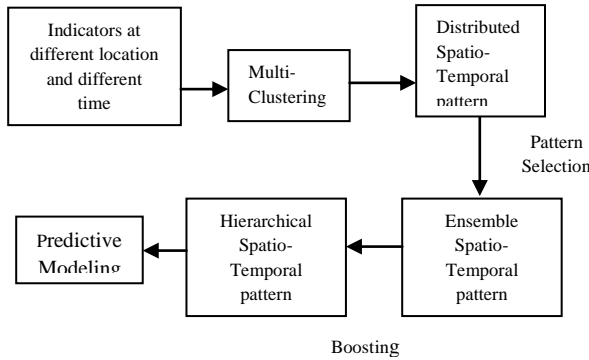 Indicators at
different location
and different
time
Multi-
Clustering
Distributed
Spatio-
Temporal
pattern
Pattern
Selection
Ensemble
Spatio-
Temporal
pattern
Hierarchical
Spatio-
Temporal
pattern
Predictive
Modeling
Boosting